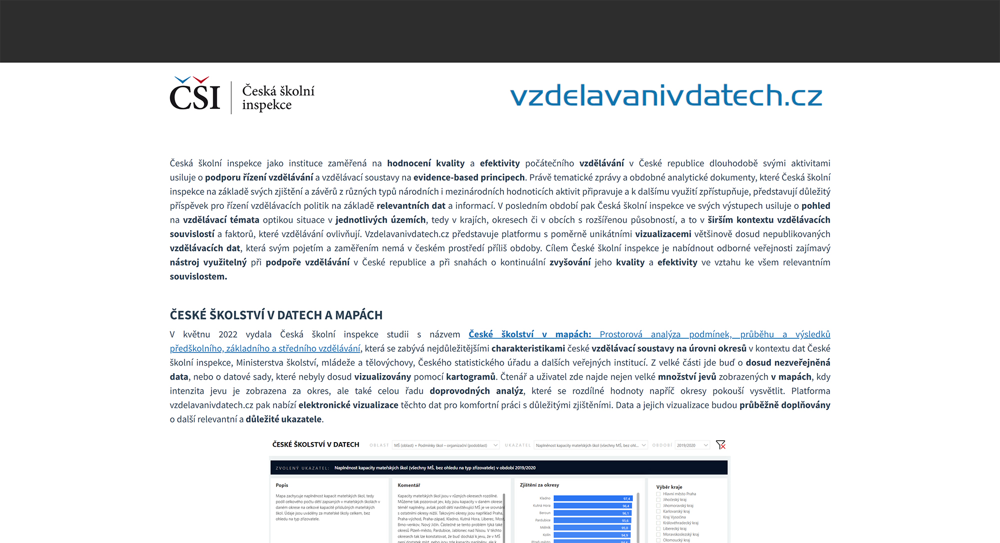 ČŠI
Česká školní
inspekce
vzdelavanivdatech.cz
Česká školní inspekce jako instituce zaměřená na hodnocení kvality a efektivity počátečního vzdělávání v České republice dlouhodobě svými aktivitami
usiluje o podporu řízení vzdělávání a vzdělávací soustavy na evidence-based principech. Právě tematické zprávy a obdobné analytické dokumenty, které Česká školní
inspekce na základě svých zjištění a závěrů z různých typů národních i mezinárodních hodnoticích aktivit připravuje a k dalšímu využití zpřístupňuje, představují důležitý
příspěvek pro řízení vzdělávacích politik na základě relevantních dat a informací. V posledním období pak Česká školní inspekce ve svých výstupech usiluje o pohled
na vzdělávací témata optikou situace v jednotlivých územích, tedy v krajích, okresech či v obcích s rozšířenou působností, a to v širším kontextu vzdělávacích
souvislostí a faktorů, které vzdělávání ovlivňují. Vzdelavanivdatech.cz představuje platformu s poměrně unikátními vizualizacemi většinově dosud nepublikovaných
vzdělávacích dat, která svým pojetím a zaměřením nemá v českém prostředí příliš obdoby. Cílem České školní inspekce je nabídnout odborné veřejnosti zajímavý
nástroj využitelný při podpoře vzdělávání v České republice a při snahách o kontinuální zvyšování jeho kvality a efektivity ve vztahu ke všem relevantním
souvislostem.
ČESKÉ ŠKOLSTVÍ V DATECH A MAPÁCH
V květnu 2022 vydala Česká školní inspekce studii s názvem České školství v mapách: Prostorová analýza podmínek, průběhu a výsledků
předškolního, základního a středního vzdělávání, která se zabývá nejdůležitějšími charakteristikami české vzdělávací soustavy na úrovni okresů v kontextu dat České
školní inspekce, Ministerstva školství, mládeže a tělovýchovy, Českého statistického úřadu a dalších veřejných institucí. Z velké části jde buď o dosud nezveřejněná
data, nebo o datové sady, které nebyly dosud vizualizovány pomocí kartogramů. Čtenář a uživatel zde najde nejen velké množství jevů zobrazených v mapách, kdy
intenzita jevu je zobrazena za okres, ale také celou řadu doprovodných analýz, které se rozdílné hodnoty napříč okresy pokouší vysvětlit. Platforma
vzdelavanivdatech.cz pak nabízí elektronické vizualizace těchto dat pro komfortní práci s důležitými zjištěními. Data a jejich vizualizace budou průběžně doplňovány
o další relevantní a důležité ukazatele.
ČESKÉ ŠKOLSTVÍ V DATECH
OBLAST MŠ (oblast) + Podmínky škol – organizační (podoblast)
UKAZATEL Naplněnost kapacity mateřských škol (všechny MŠ, bez ohl...
OBDOBÍ 2019/2020
ZVOLENÝ UKAZATEL: Naplněnost kapacity mateřských škol (všechny MŠ, bez ohledu na typ zřizovatele) v období 2019/2020
Popis
Mapa zachycuje naplněnost kapacit mateřských škol, tedy
podíl celkového počtu dětí zapsaných v mateřských školách v
daném okrese na celkové kapacitě příslušných mateřských
škol. Údaje jsou uváděny za mateřské školy celkem, bez
ohledu na typ zřizovatele.
Komentář
Kapacity mateřských škol jsou v různých okresech rozdílné.
Můžeme tak pozorovat jev, kdy jsou kapacity v daném okrese
téměř naplněny, avšak podíl dětí navštěvující MŠ je ve srovnání
s ostatními okresy nižší. Takovými okresy jsou například Praha,
Praha-východ, Praha-západ, Kladno, Kutná Hora, Liberec, Most,
Brno-venkov, Nový Jičín. Částečně se tento problém týká také
okresů Plzeň-město, Pardubice, Jablonec nad Nisou. V těchto
okresech tak lze konstatovat, že buď dochází k jevu, že v MŠ
není dostatek míst, nebo jsou zde kapacity naplněny, ale k
Zjištění za okresy
Kladno 97,4
Kutná Hora 96,4
Beroun 96,1
Pardubice 95,6
Mělník 95,0
Kolín 94,9
Plzeň-město 94,4
Výběr kraje
Hlavní město Praha
Jihočeský kraj
Jihomoravský kraj
Karlovarský kraj
Kraj Vysočina
Královéhradecký kraj
Liberecký kraj
Moravskoslezský kraj
Olomoucký kraj